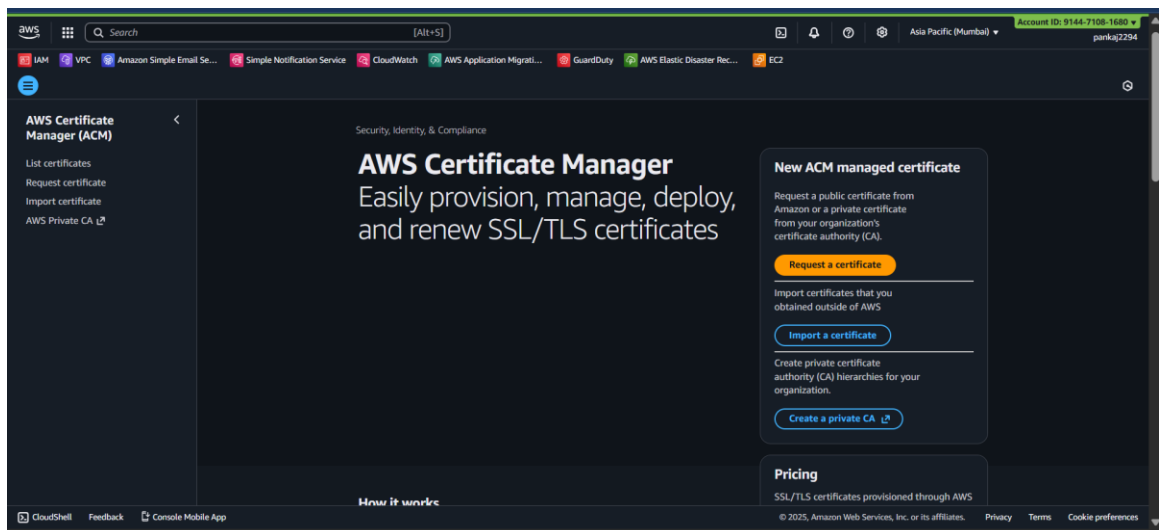 aws
Search
[Alt+S]
Asia Pacific (Mumbai)
Account ID: 9144-7108-1680
pankaj2294
IAM
VPC
Amazon Simple Email Se...
Simple Notification Service
CloudWatch
AWS Application Migrati...
GuardDuty
AWS Elastic Disaster Rec...
EC2
AWS Certificate
Manager (ACM)
List certificates
Request certificate
Import certificate
AWS Private CA
Security, Identity, & Compliance
AWS Certificate Manager
Easily provision, manage, deploy,
and renew SSL/TLS certificates
New ACM managed certificate
Request a public certificate from
Amazon or a private certificate
from your organization's
certificate authority (CA).
Request a certificate
Import certificates that you
obtained outside of AWS
Import a certificate
Create private certificate
authority (CA) hierarchies for your
organization.
Create a private CA
Pricing
SSL/TLS certificates provisioned through AWS
How it works
CloudShell
Feedback
Console Mobile App
© 2025, Amazon Web Services, Inc. or its affiliates.
Privacy
Terms
Cookie preferences